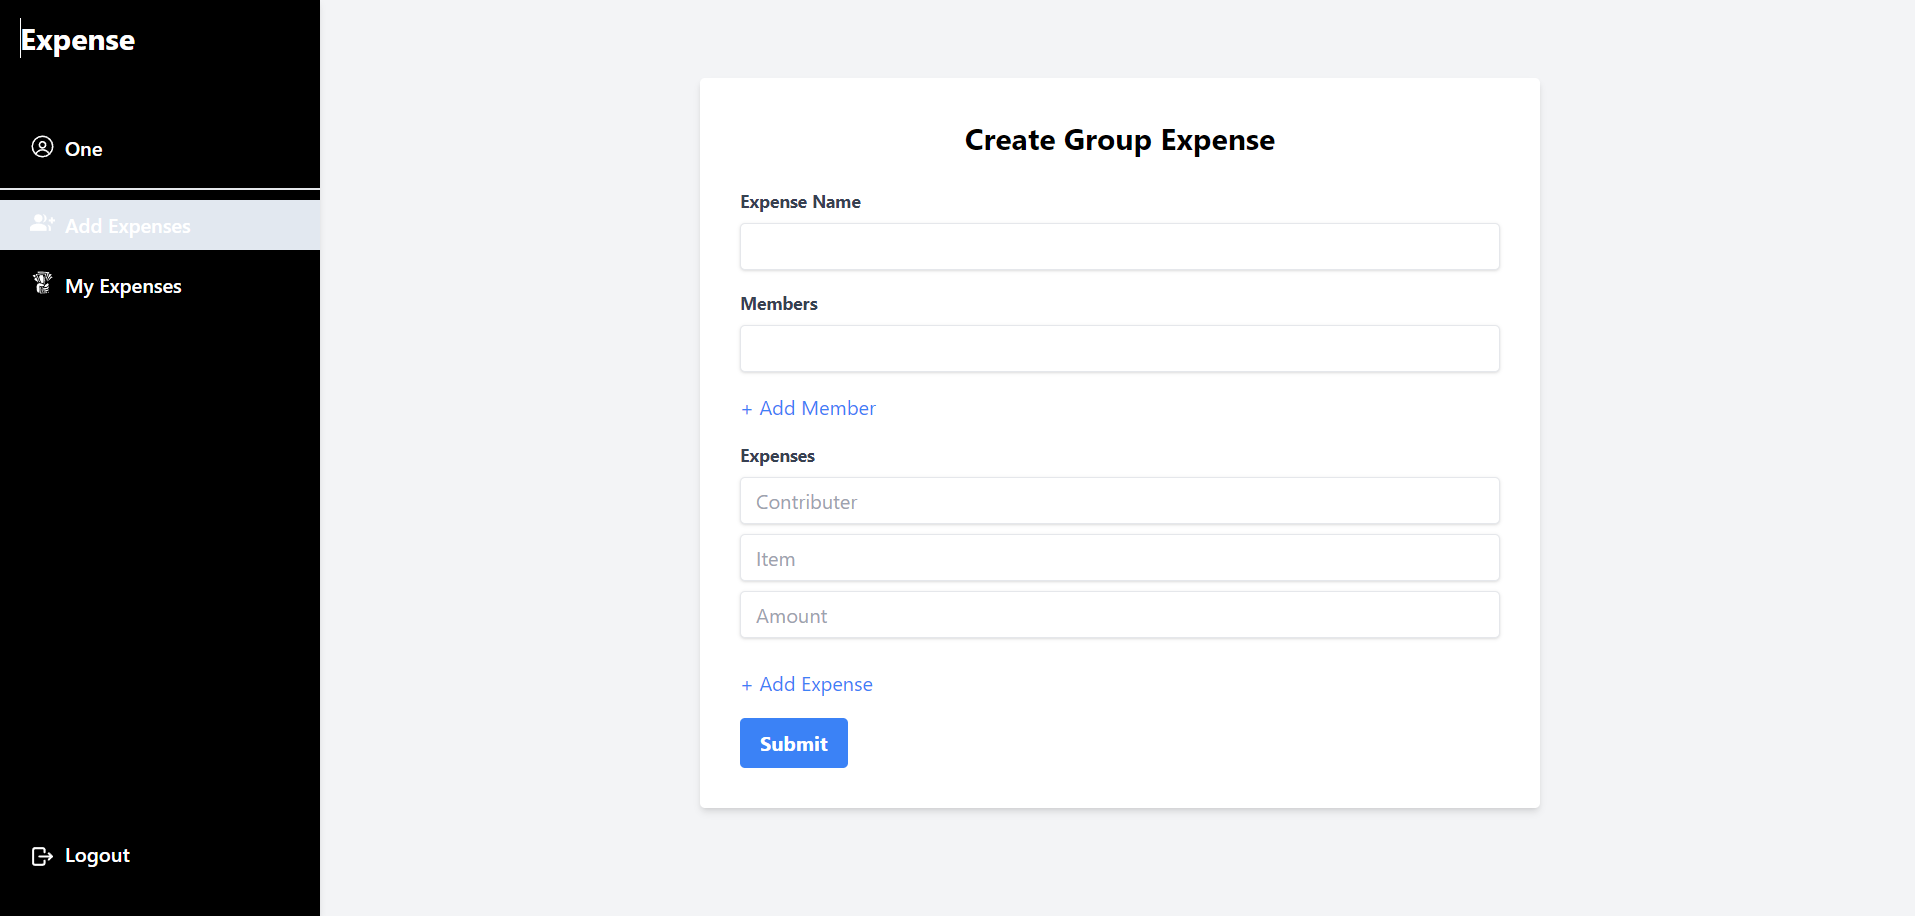 Expense
One
Add Expenses
My Expenses
Logout
Create Group Expense
Expense Name
Members
+ Add Member
Expenses
Contributer
Item
Amount
+ Add Expense
Submit